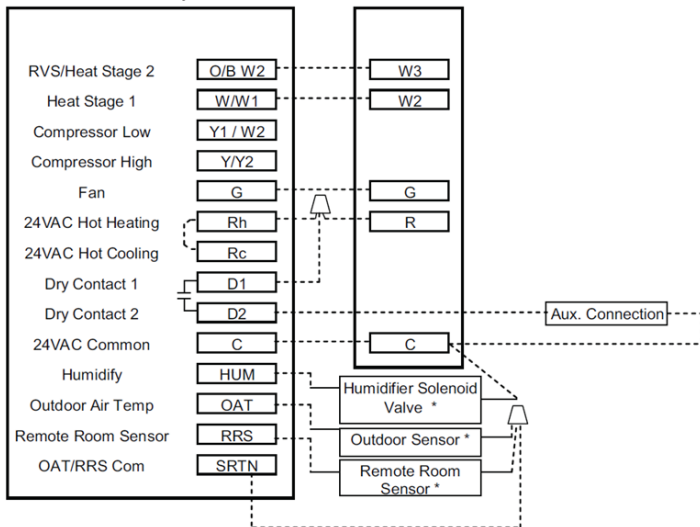 RVS/Heat Stage 2 O/B W2 W3
Heat Stage 1 W/W1 W2
Compressor Low Y1 / W2
Compressor High Y/Y2
Fan G G
24VAC Hot Heating Rh R
24VAC Hot Cooling Rc
Dry Contact 1 D1
Dry Contact 2 D2 Aux. Connection
24VAC Common C C
Humidify HUM
Humidifier Solenoid
Valve *
Outdoor Air Temp OAT
Outdoor Sensor *
Remote Room Sensor RRS
Remote Room
Sensor *
OAT/RRS Com SRTN